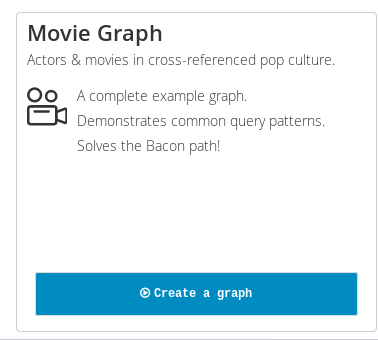 Movie Graph
Actors & movies in cross-referenced pop culture.
A complete example graph.
Demonstrates common query patterns.
Solves the Bacon path!
Create a graph